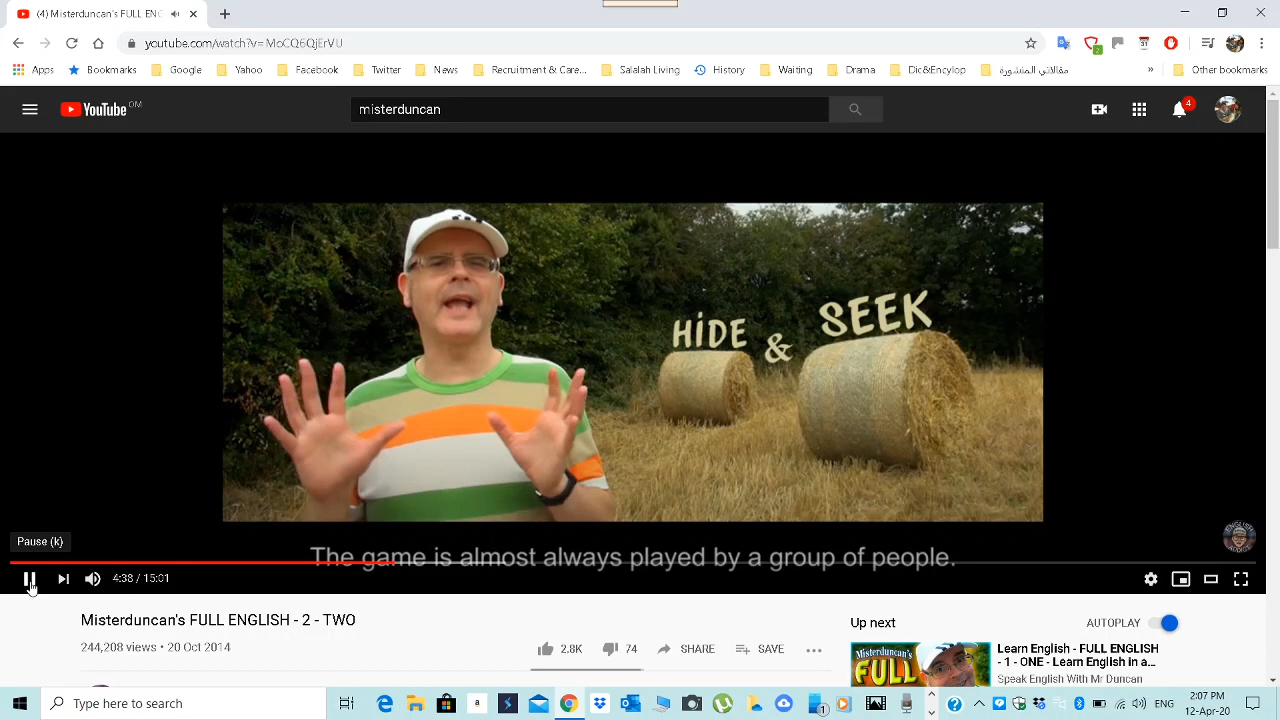 (4) Misterduncan's FULL ENG
youtube.com/watch?v=MoCQ6QjErVU
Apps Bookmarks Google Yahoo Facebook Twitter News Recruitment & Care... Salalah Living History Waiting Drama Dic&Encylop مقالاتي المنشورة » Other bookmarks
YouTube OM
misterduncan
4
HIDE & SEEK
The game is almost always played by a group of people.
Pause (k)
4:38 / 15:01
Misterduncan's FULL ENGLISH - 2 - TWO
244,208 views • 20 Oct 2014
2.8K 74 SHARE SAVE
Up next
AUTOPLAY
Misterduncan's
FULL
Learn English - FULL ENGLISH
- 1 - ONE - Learn English in a...
Speak English With Mr Duncan
Type here to search
ENG
2:07 PM
12-Apr-20